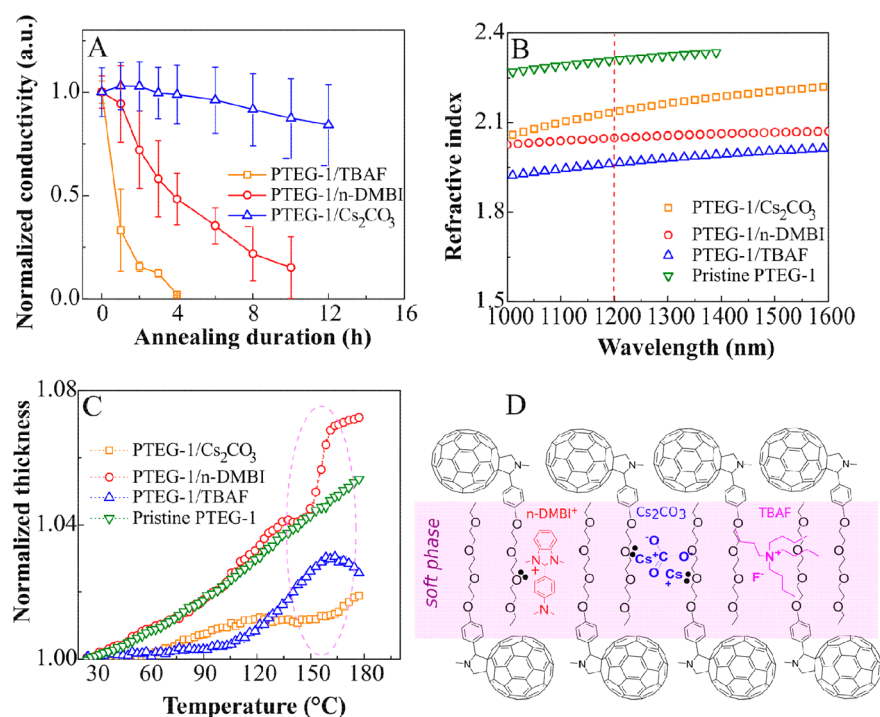 A
Normalized conductivity (a.u.)
1.0
0.5
0.0
0 4 8 12 16
Annealing duration (h)
PTEG-1/TBAF
PTEG-1/n-DMBI
PTEG-1/Cs₂CO₃
B
Refractive index
2.4
2.1
1.8
1.5
1000 1100 1200 1300 1400 1500 1600
Wavelength (nm)
PTEG-1/Cs₂CO₃
PTEG-1/n-DMBI
PTEG-1/TBAF
Pristine PTEG-1
C
Normalized thickness
1.08
1.04
1.00
30 60 90 120 150 180
Temperature (°C)
PTEG-1/Cs₂CO₃
PTEG-1/n-DMBI
PTEG-1/TBAF
Pristine PTEG-1
D
soft phase
n-DMBI⁺
Cs2CO3
TBAF